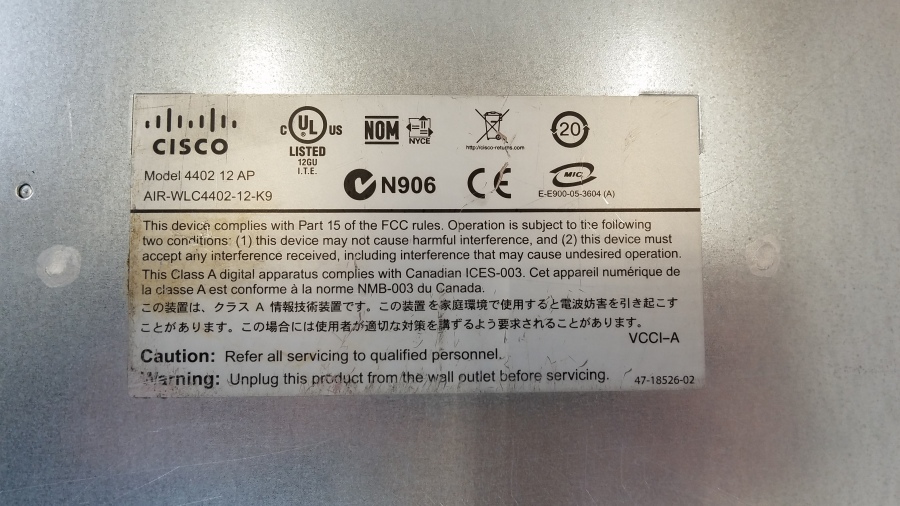 CISCO
Model 4402 12 AP
AIR-WLC4402-12-K9
C UL US
LISTED
12GU
I.T.E.
NOM NYCE
http://cisco-returns.com
20
N906
CE
MIC
E-E900-05-3604 (A)
This device complies with Part 15 of the FCC rules. Operation is subject to the following
two conditions: (1) this device may not cause harmful interference, and (2) this device must
accept any interference received, including interference that may cause undesired operation.
This Class A digital apparatus complies with Canadian ICES-003. Cet appareil numérique de
la classe A est conforme à la norme NMB-003 du Canada.
この装置は、クラス A 情報技術装置です。この装置を家庭環境で使用すると電波妨害を引き起こす
ことがあります。この場合には使用者が適切な対策を講ずるよう要求されることがあります。
VCCI-A
Caution: Refer all servicing to qualified personnel.
Warning: Unplug this product from the wall outlet before servicing.
47-18526-02